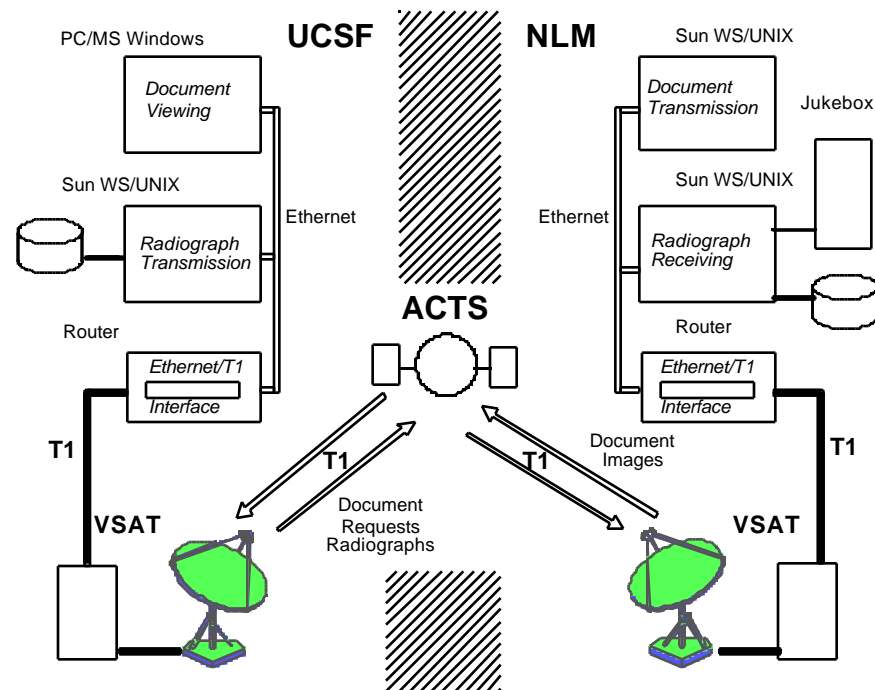 UCSF
NLM
PC/MS Windows
Document
Viewing
Sun WS/UNIX
Radiograph
Transmission
Ethernet
Router
Ethernet/T1
Interface
T1
VSAT
ACTS
T1
Document
Requests
Radiographs
T1
Document
Images
Sun WS/UNIX
Document
Transmission
Jukebox
Sun WS/UNIX
Ethernet
Radiograph
Receiving
Router
Ethernet/T1
Interface
T1
VSAT